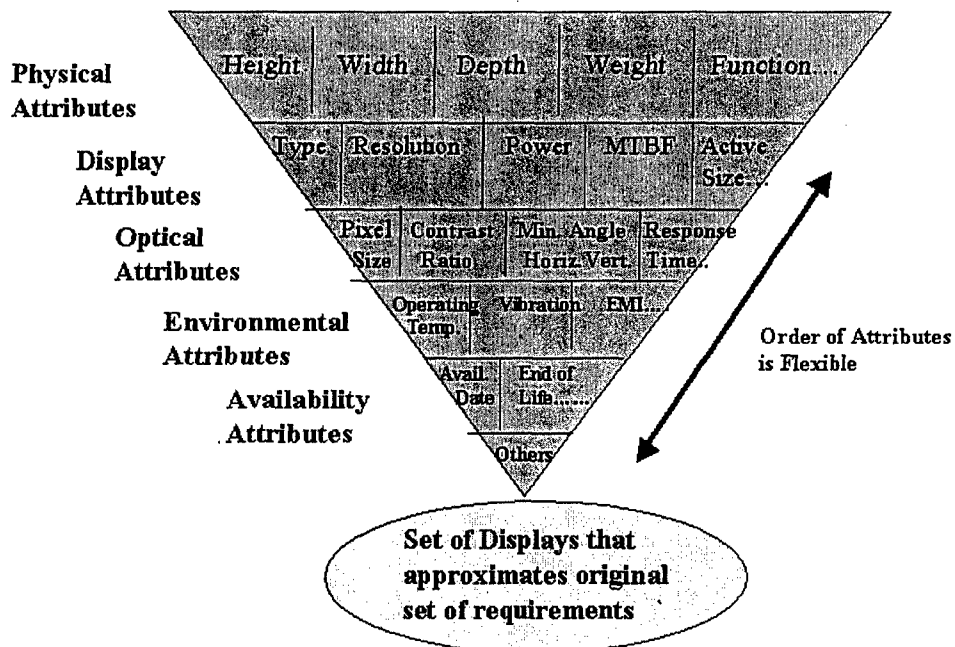 Height Width Depth Weight Function....
Physical
Attributes
Type Resolution Power MTBF Active
Size....
Display
Attributes
Pixel Contrast Min. Angle Response
Size Ratio Horiz.Vert. Time..
Optical
Attributes
Operating Vibration EMI.....
Temp.
Environmental
Attributes
Order of Attributes
is Flexible
Avail. End of
Date Life.......
Availability
Attributes
Others
Set of Displays that
approximates original
set of requirements